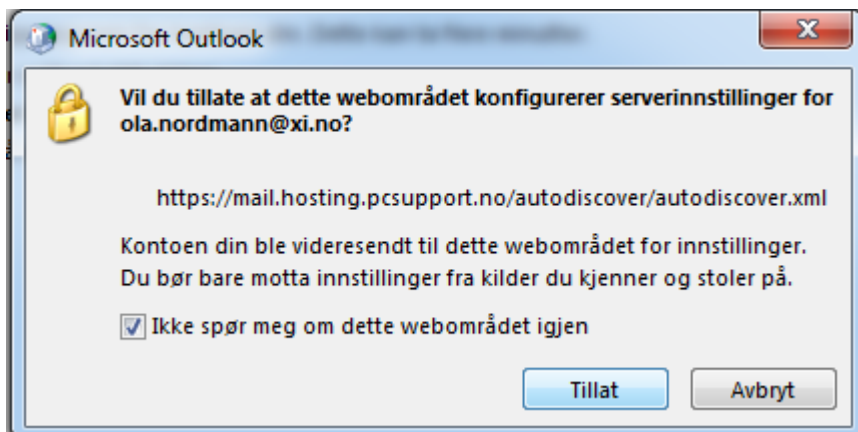 Microsoft Outlook
Vil du tillate at dette webområdet konfigurerer serverinnstillinger for
ola.nordmann@xi.no?
https://mail.hosting.pcsupport.no/autodiscover/autodiscover.xml
Kontoen din ble videresendt til dette webområdet for innstillinger.
Du bør bare motta innstillinger fra kilder du kjenner og stoler på.
Ikke spør meg om dette webområdet igjen
Tillat
Avbryt